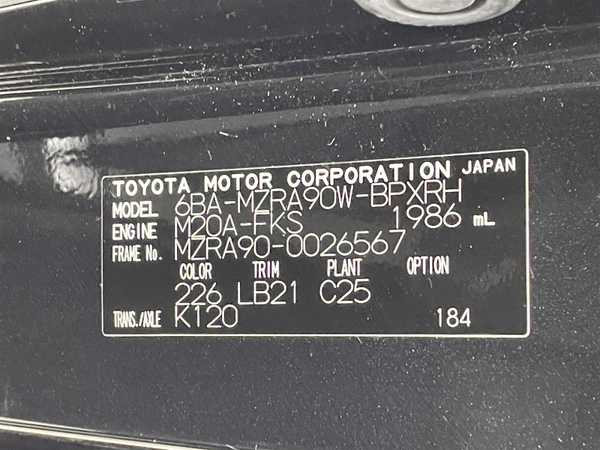 TOYOTA MOTOR CORPORATION JAPAN
MODEL 6BA-MZRA90W-BPXRH
ENGINE M20A-FKS 1986 mL
FRAME No. MZRA90-0026567
COLOR TRIM PLANT OPTION
226 LB21 C25
TRANS./AXLE K120 184